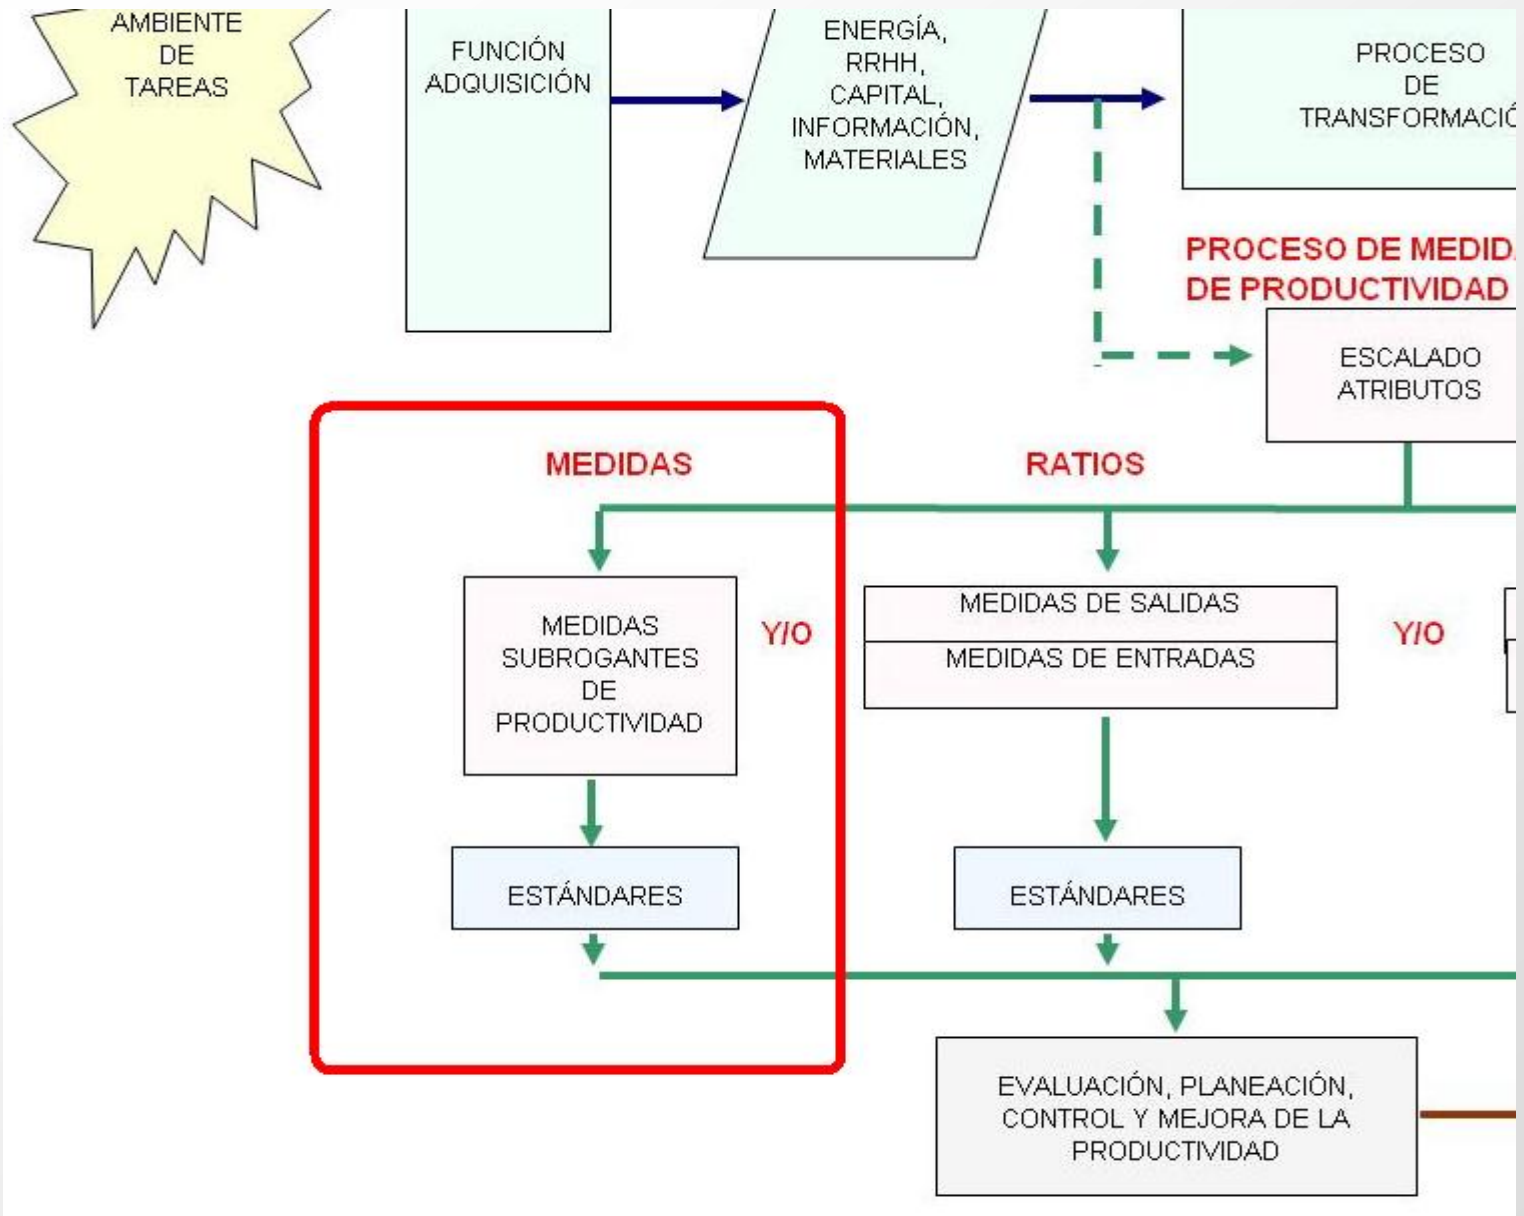 AMBIENTE
DE
TAREAS
FUNCIÓN
ADQUISICIÓN
ENERGÍA,
RRHH,
CAPITAL,
INFORMACIÓN,
MATERIALES
PROCESO
DE
TRANSFORMACIÓ
PROCESO DE MEDID
DE PRODUCTIVIDAD
ESCALADO
ATRIBUTOS
MEDIDAS
RATIOS
MEDIDAS
SUBROGANTES
DE
PRODUCTIVIDAD
Y/O
MEDIDAS DE SALIDAS
MEDIDAS DE ENTRADAS
Y/O
ESTÁNDARES
ESTÁNDARES
EVALUACIÓN, PLANEACIÓN,
CONTROL Y MEJORA DE LA
PRODUCTIVIDAD